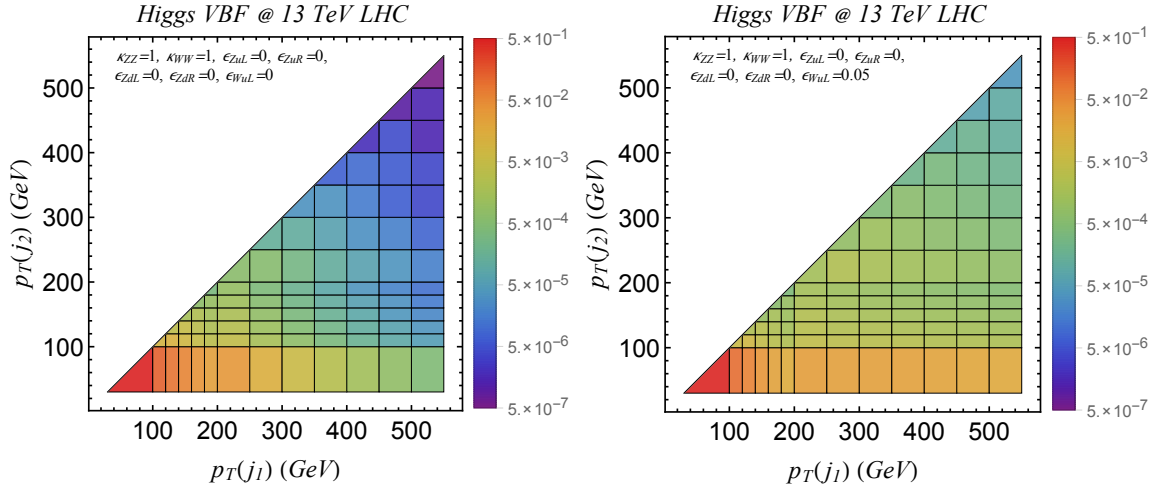 Higgs VBF @ 13 TeV LHC
κZZ=1, κWW=1, ϵZuL=0, ϵZuR=0,
ϵZdL=0, ϵZdR=0, ϵWuL=0
500
400
300
200
100
pT(j2) (GeV)
100 200 300 400 500
pT(j1) (GeV)
5.×10⁻¹
5.×10⁻²
5.×10⁻³
5.×10⁻⁴
5.×10⁻⁵
5.×10⁻⁶
5.×10⁻⁷
Higgs VBF @ 13 TeV LHC
κZZ=1, κWW=1, ϵZuL=0, ϵZuR=0,
ϵZdL=0, ϵZdR=0, ϵWuL=0.05
500
400
300
200
100
pT(j2) (GeV)
100 200 300 400 500
pT(j1) (GeV)
5.×10⁻¹
5.×10⁻²
5.×10⁻³
5.×10⁻⁴
5.×10⁻⁵
5.×10⁻⁶
5.×10⁻⁷